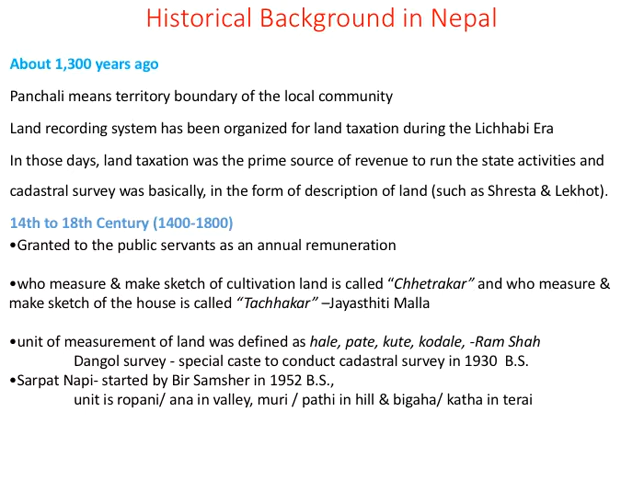 Historical Background in Nepal
About 1,300 years ago
Panchali means territory boundary of the local community
Land recording system has been organized for land taxation during the Lichhabi Era
In those days, land taxation was the prime source of revenue to run the state activities and
cadastral survey was basically, in the form of description of land (such as Shresta & Lekhot).
14th to 18th Century (1400-1800)
•Granted to the public servants as an annual remuneration
•who measure & make sketch of cultivation land is called “Chhetrakar” and who measure &
make sketch of the house is called “Tachhakar” –Jayasthiti Malla
•unit of measurement of land was defined as hale, pate, kute, kodale, -Ram Shah
Dangol survey - special caste to conduct cadastral survey in 1930 B.S.
•Sarpat Napi- started by Bir Samsher in 1952 B.S.,
unit is ropani/ ana in valley, muri / pathi in hill & bigaha/ katha in terai